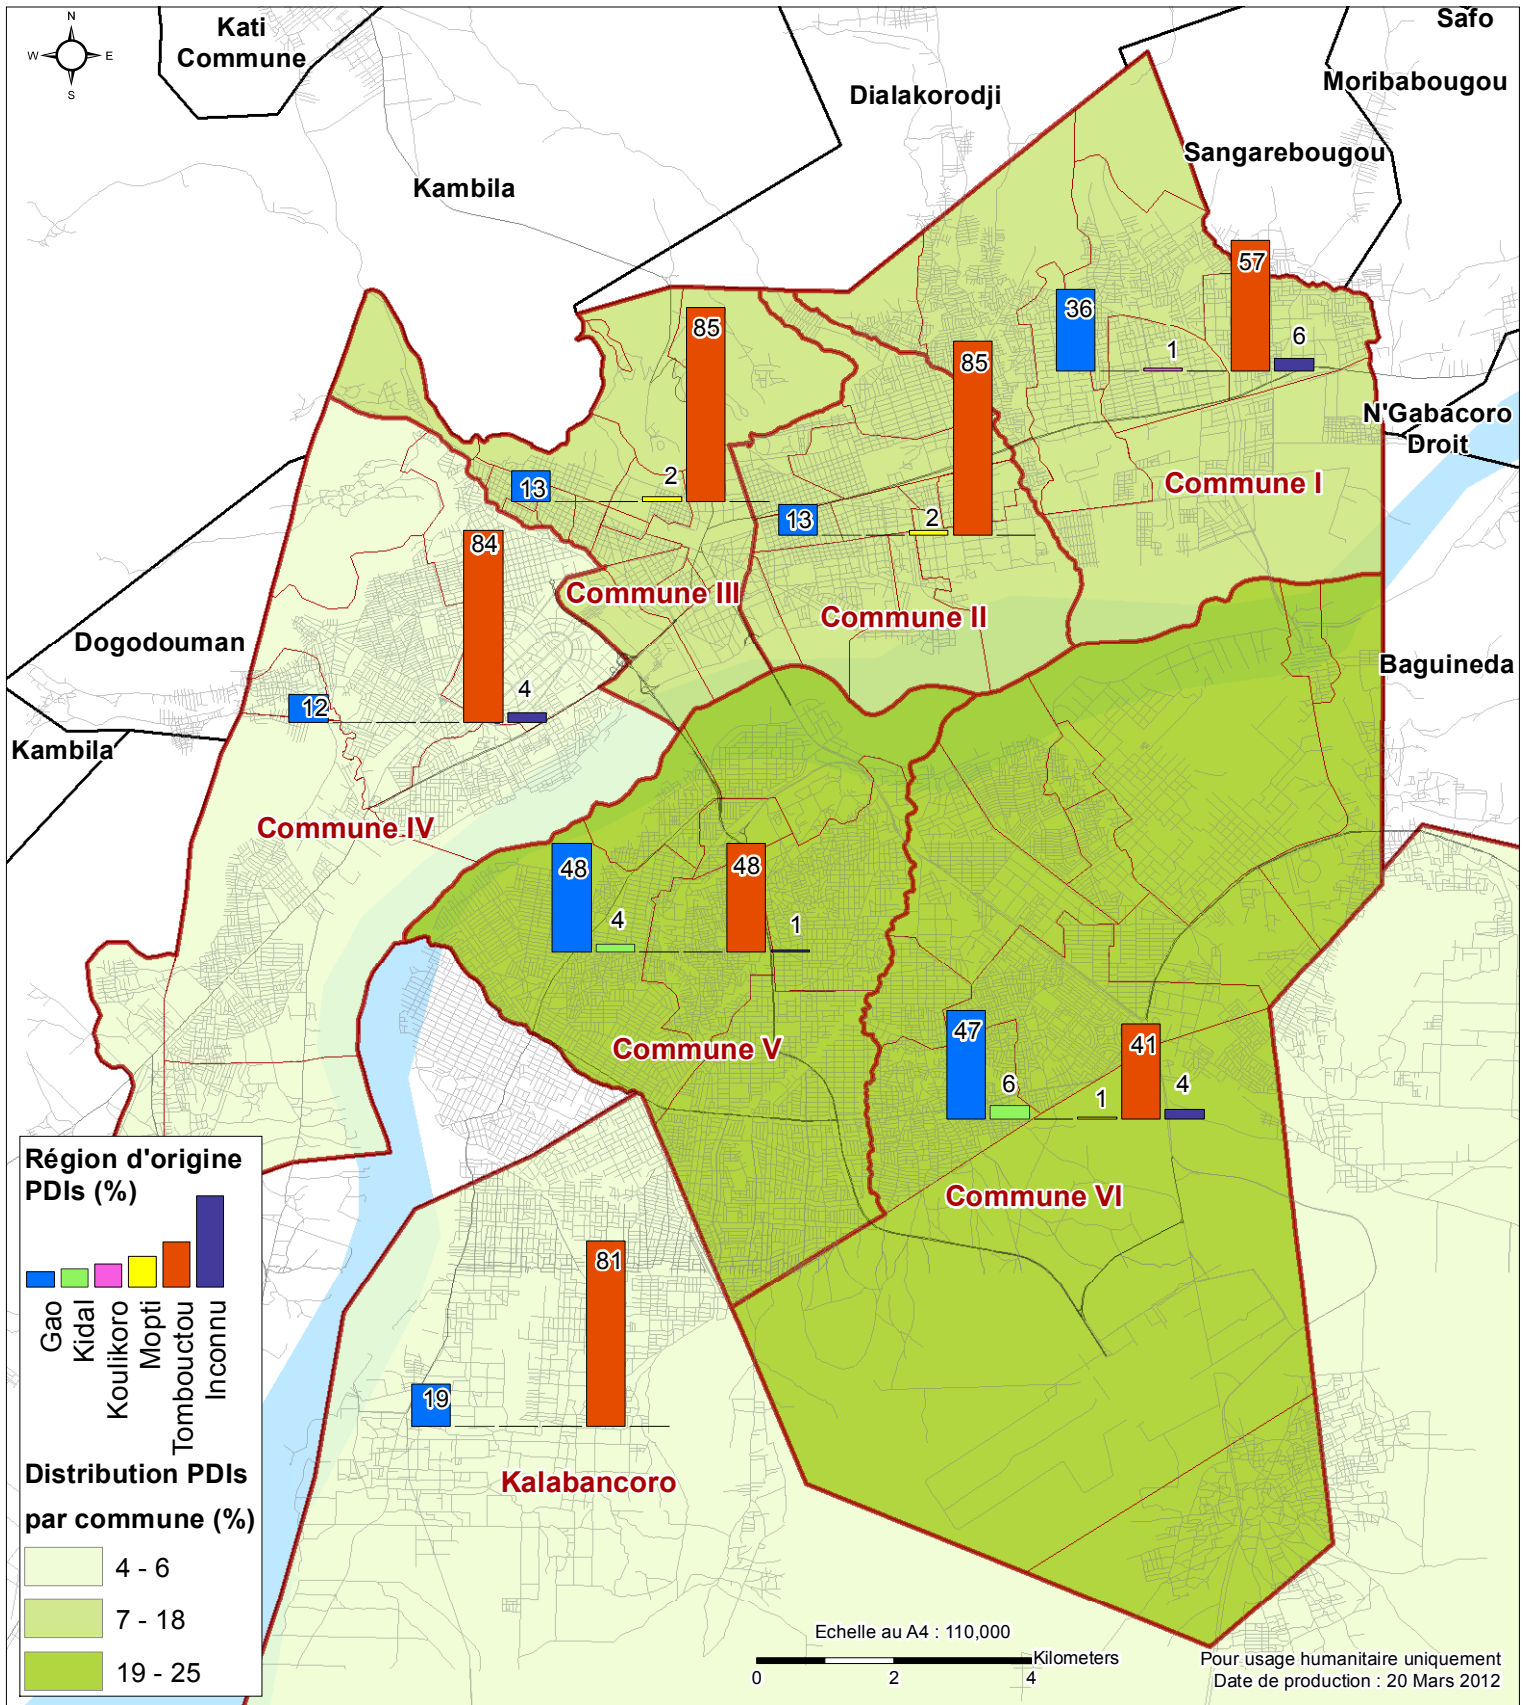 N
W
E
S
Kati
Commune
Safo
Moribabougou
Dialakorodji
Sangarebougou
Kambila
57
36
1
6
85
85
N'Gabacoro
Droit
2
13
Commune I
13
2
84
Commune III
Commune II
Dogodouman
Baguineda
4
12
Kambila
Commune IV
48
48
4
1
47
41
6
1
4
Commune V
Commune VI
Région d'origine
PDIs (%)
Gao
Kidal
Koulikoro
Mopti
Tombouctou
Inconnu
81
19
Kalabancoro
Distribution PDIs
par commune (%)
4 - 6
7 - 18
19 - 25
Echelle au A4 : 110,000
Kilometers
0
2
4
Pour usage humanitaire uniquement
Date de production : 20 Mars 2012